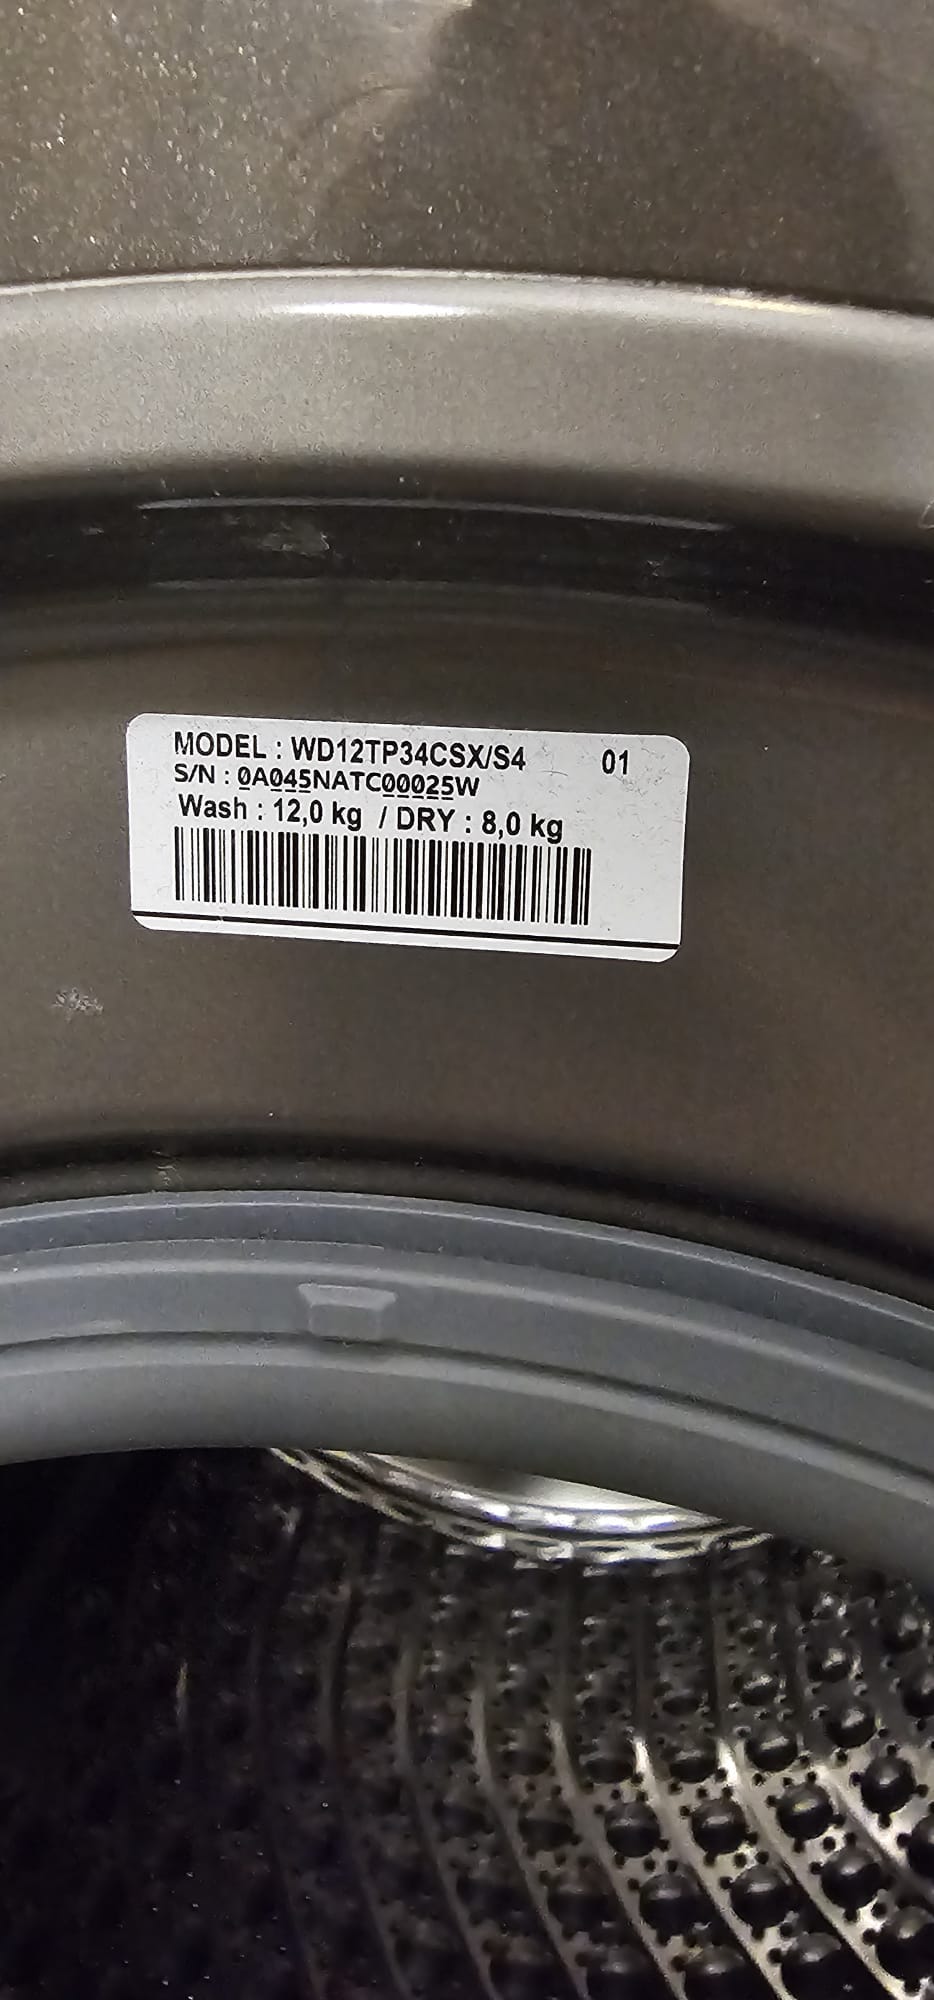 MODEL : WD12TP34CSX/S4 01
S/N : 0A045NATC00025W
Wash : 12,0 kg / DRY : 8,0 kg